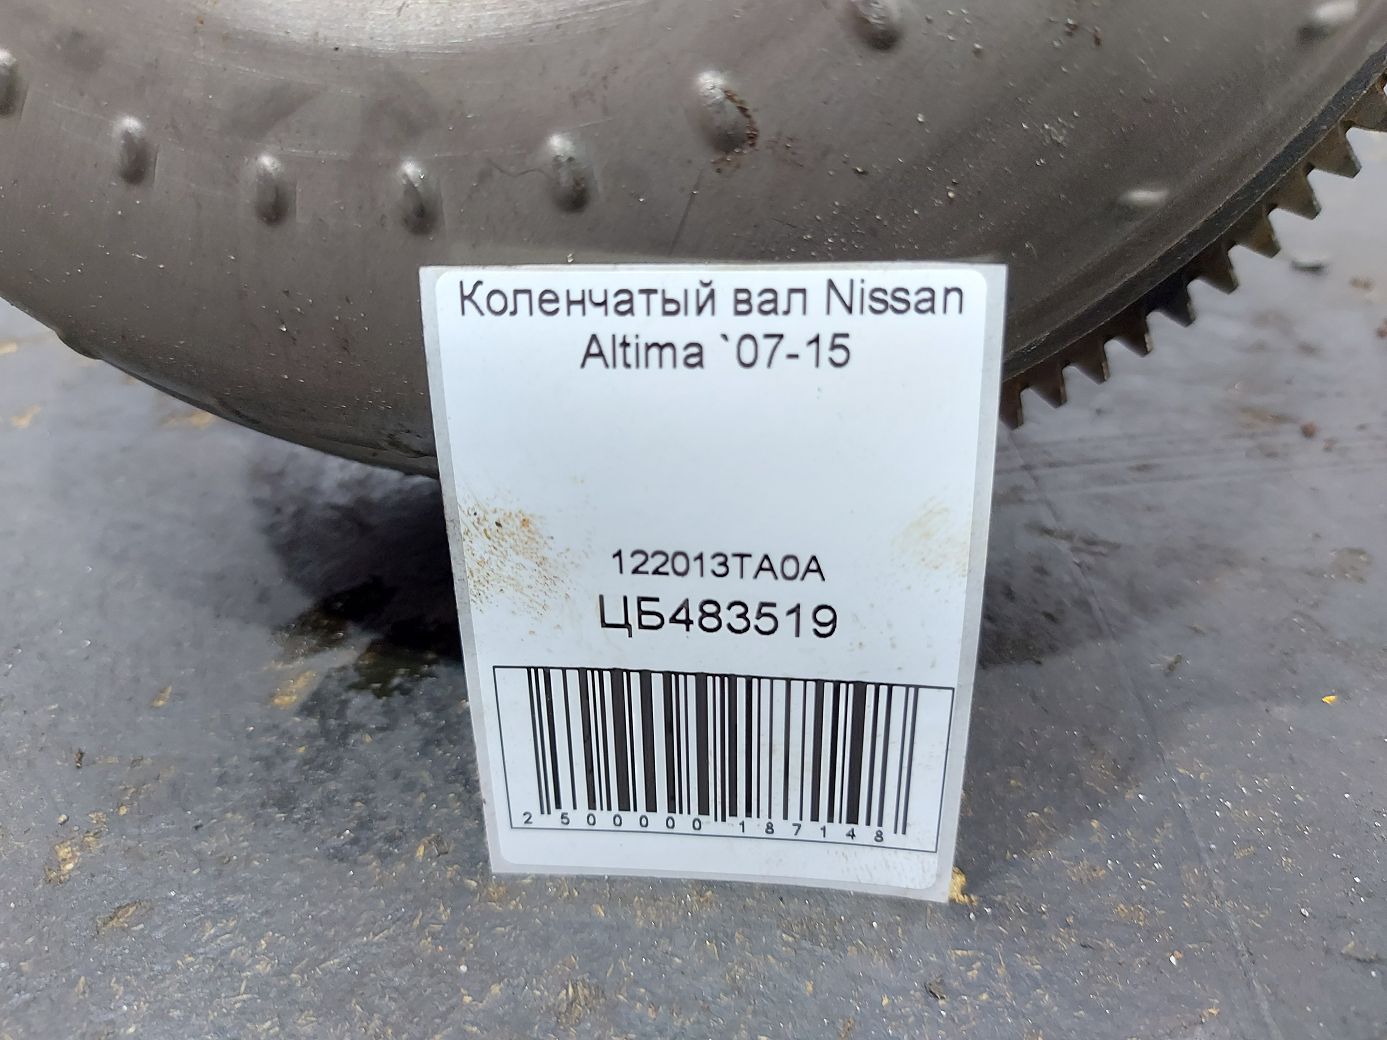 Коленчатый вал Nissan
Altima `07-15
122013TA0A
ЦБ483519
2500000187148